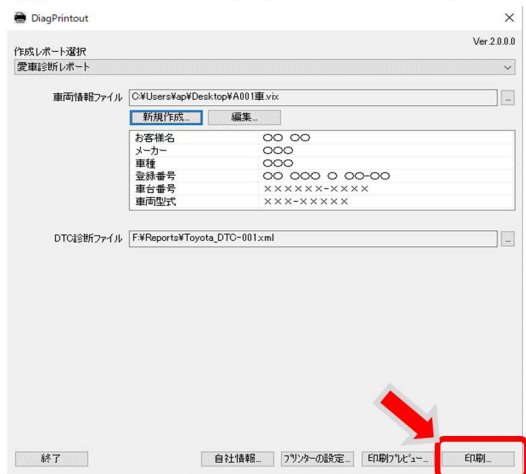 DiagPrintout
Ver.2.0.0.0
作成レポート選択
愛車診断レポート
車両情報ファイル C:¥Users¥ap¥Desktop¥A001車.vix ...
新規作成... 編集...
お客様名 ○○ ○○
メーカー ○○○
車種 ○○○
登録番号 ○○ ○○○ ○ ○○-○○
車台番号 ××××××-××××
車両型式 ×××-×××××
DTC診断ファイル F:¥Reports¥Toyota_DTC-001.xml ...
終了 自社情報... プリンターの設定... 印刷プレビュー... 印刷...